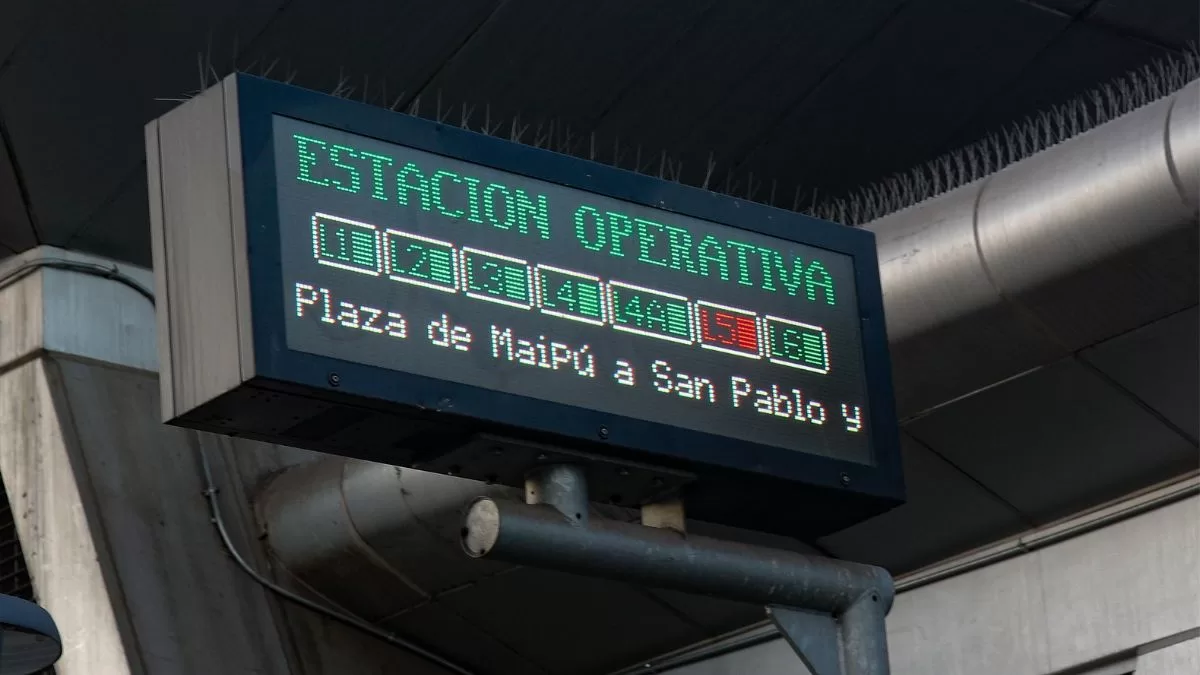 ESTACION OPERATIVA
L1 L2 L3 L4 L4A L5 L6
Plaza de MaiPú a San Pablo y